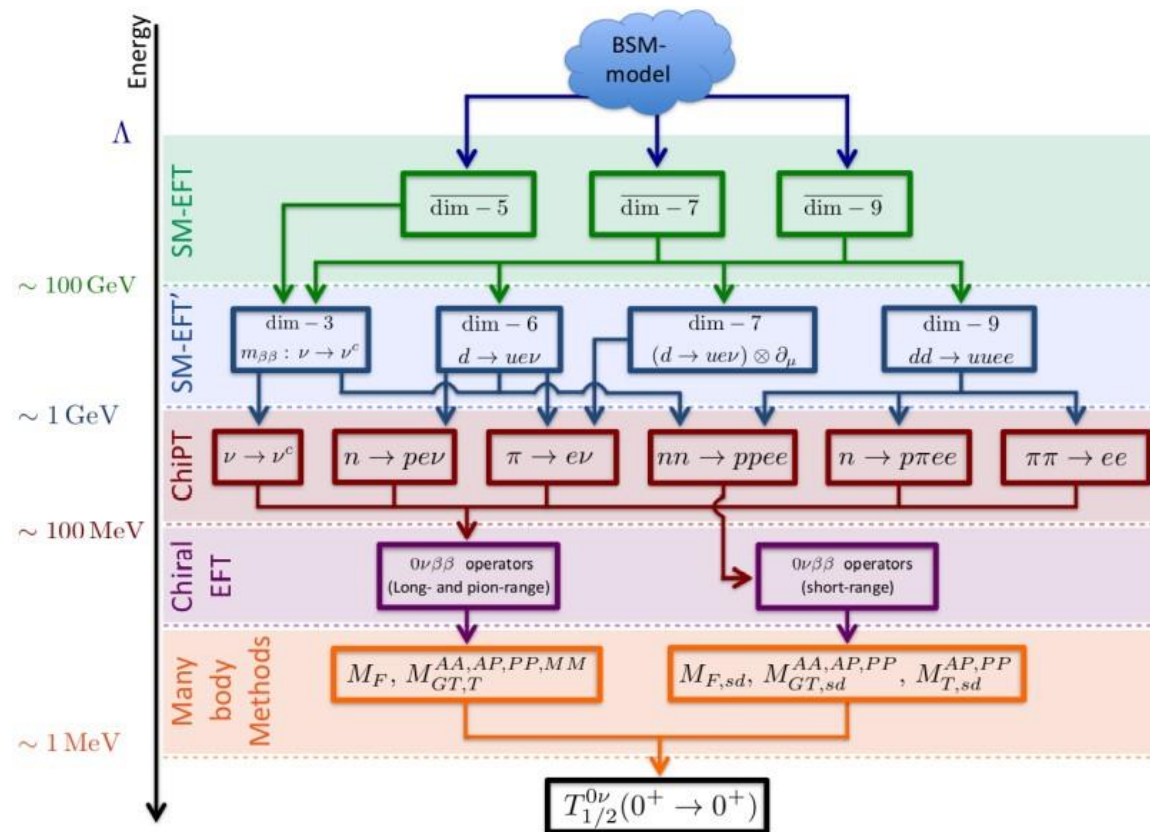 Energy
BSM-
model
Λ
SM-EFT
dim − 5
dim − 7
dim − 9
∼ 100 GeV
SM-EFT'
dim − 3
m_{ββ} : ν → ν^c
dim − 6
d → ueν
dim − 7
(d → ueν) ⊗ ∂_μ
dim − 9
dd → uuee
∼ 1 GeV
ChiPT
ν → ν^c
n → peν
π → eν
nn → ppee
n → pπee
ππ → ee
∼ 100 MeV
Chiral
EFT
0νββ operators
(Long- and pion-range)
0νββ operators
(short-range)
Many
body
Methods
M_F, M_{GT,T}^{AA,AP,PP,MM}
M_{F,sd}, M_{GT,sd}^{AA,AP,PP}, M_{T,sd}^{AP,PP}
∼ 1 MeV
T_{1/2}^{0ν}(0^+ → 0^+)